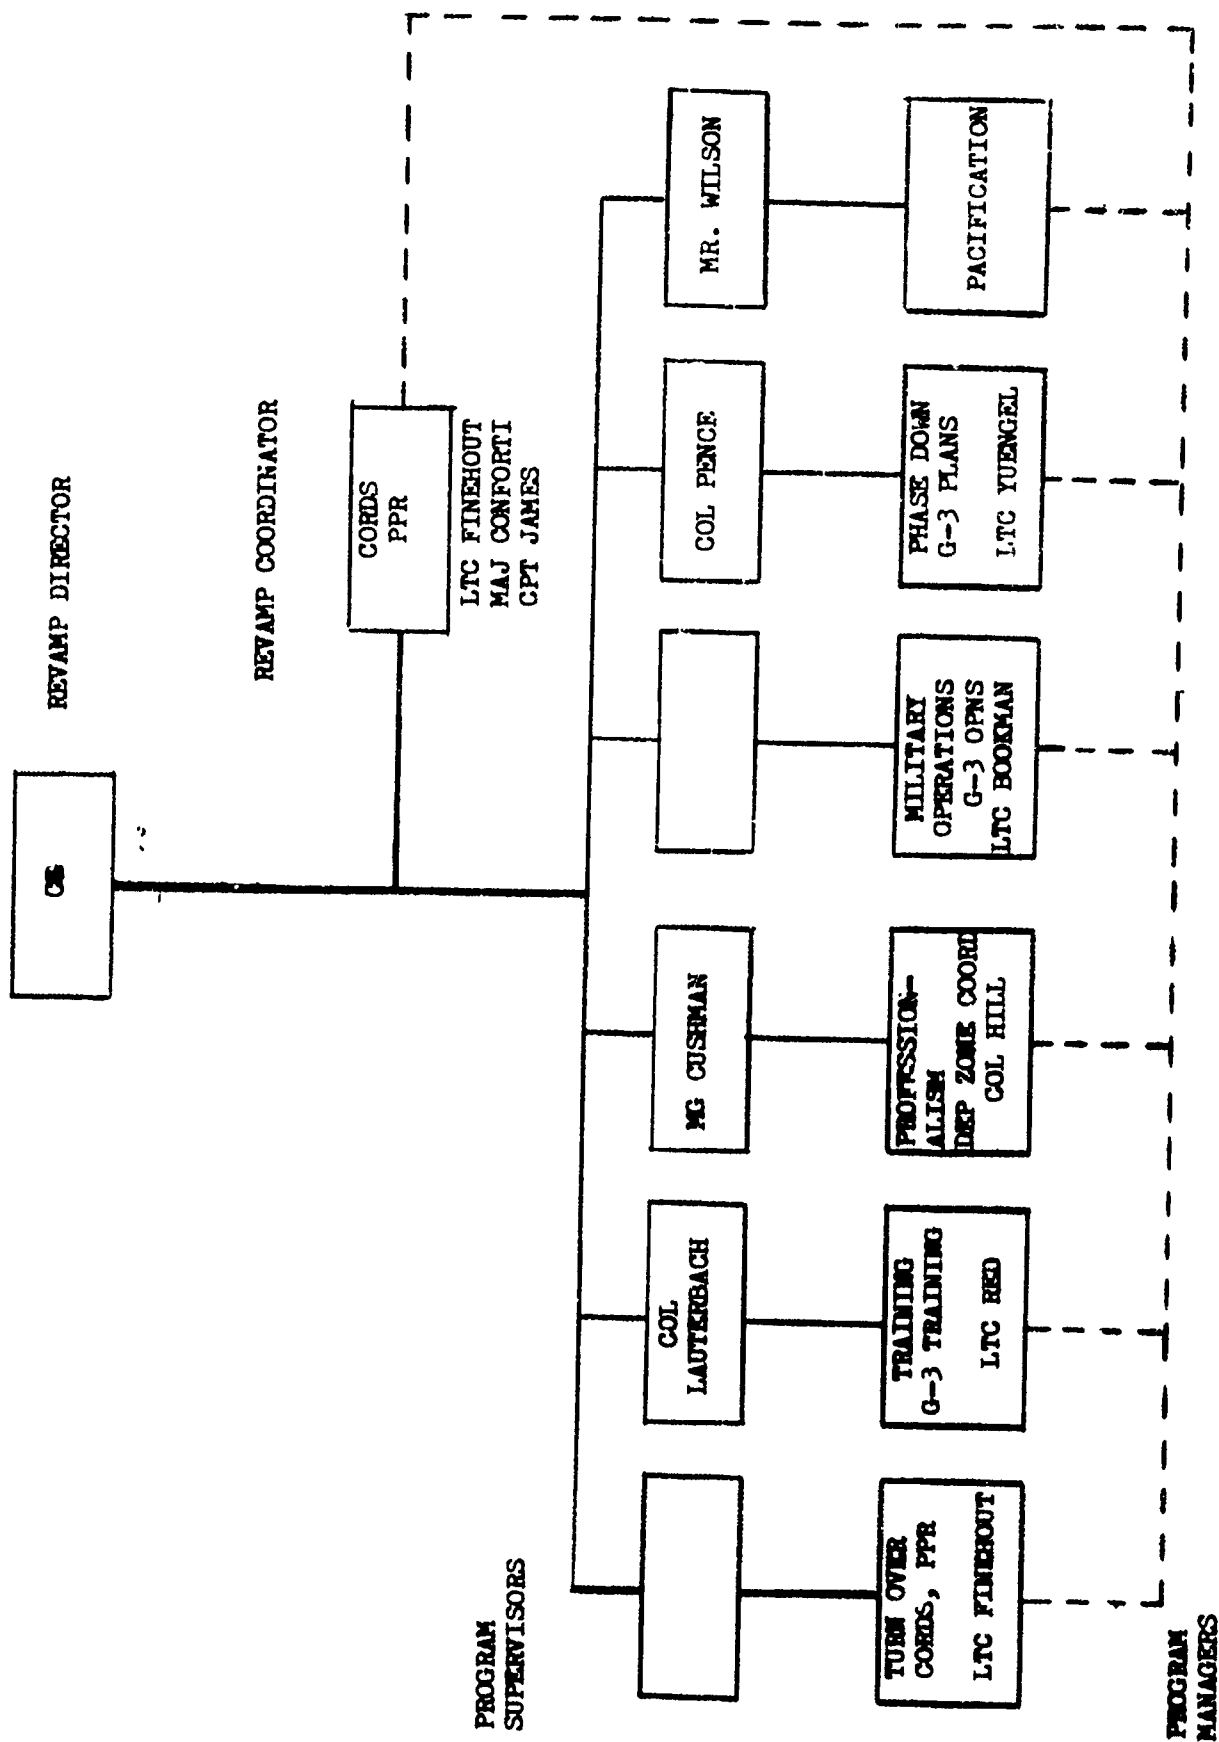 REVAMP DIRECTOR
CG
REVAMP COORDINATOR
CORDS
PPR
LTC FINEHOUT
MAJ CONFORTI
CPT JAMES
PROGRAM
SUPERVISORS
COL
LAUTERBACH
MG CUSHMAN
COL PENCE
MR. WILSON
TURN OVER
CORDS, PPR
LTC FINEHOUT
TRAINING
G-3 TRAINING
LTC RED
PROFESSION-
ALISM
DEP ZONE COORD
COL HILL
MILITARY
OPERATIONS
G-3 OPNS
LTC BOOKMAN
PHASE DOWN
G-3 PLANS
LTC YUENGEL
PACIFICATION
PROGRAM
MANAGERS